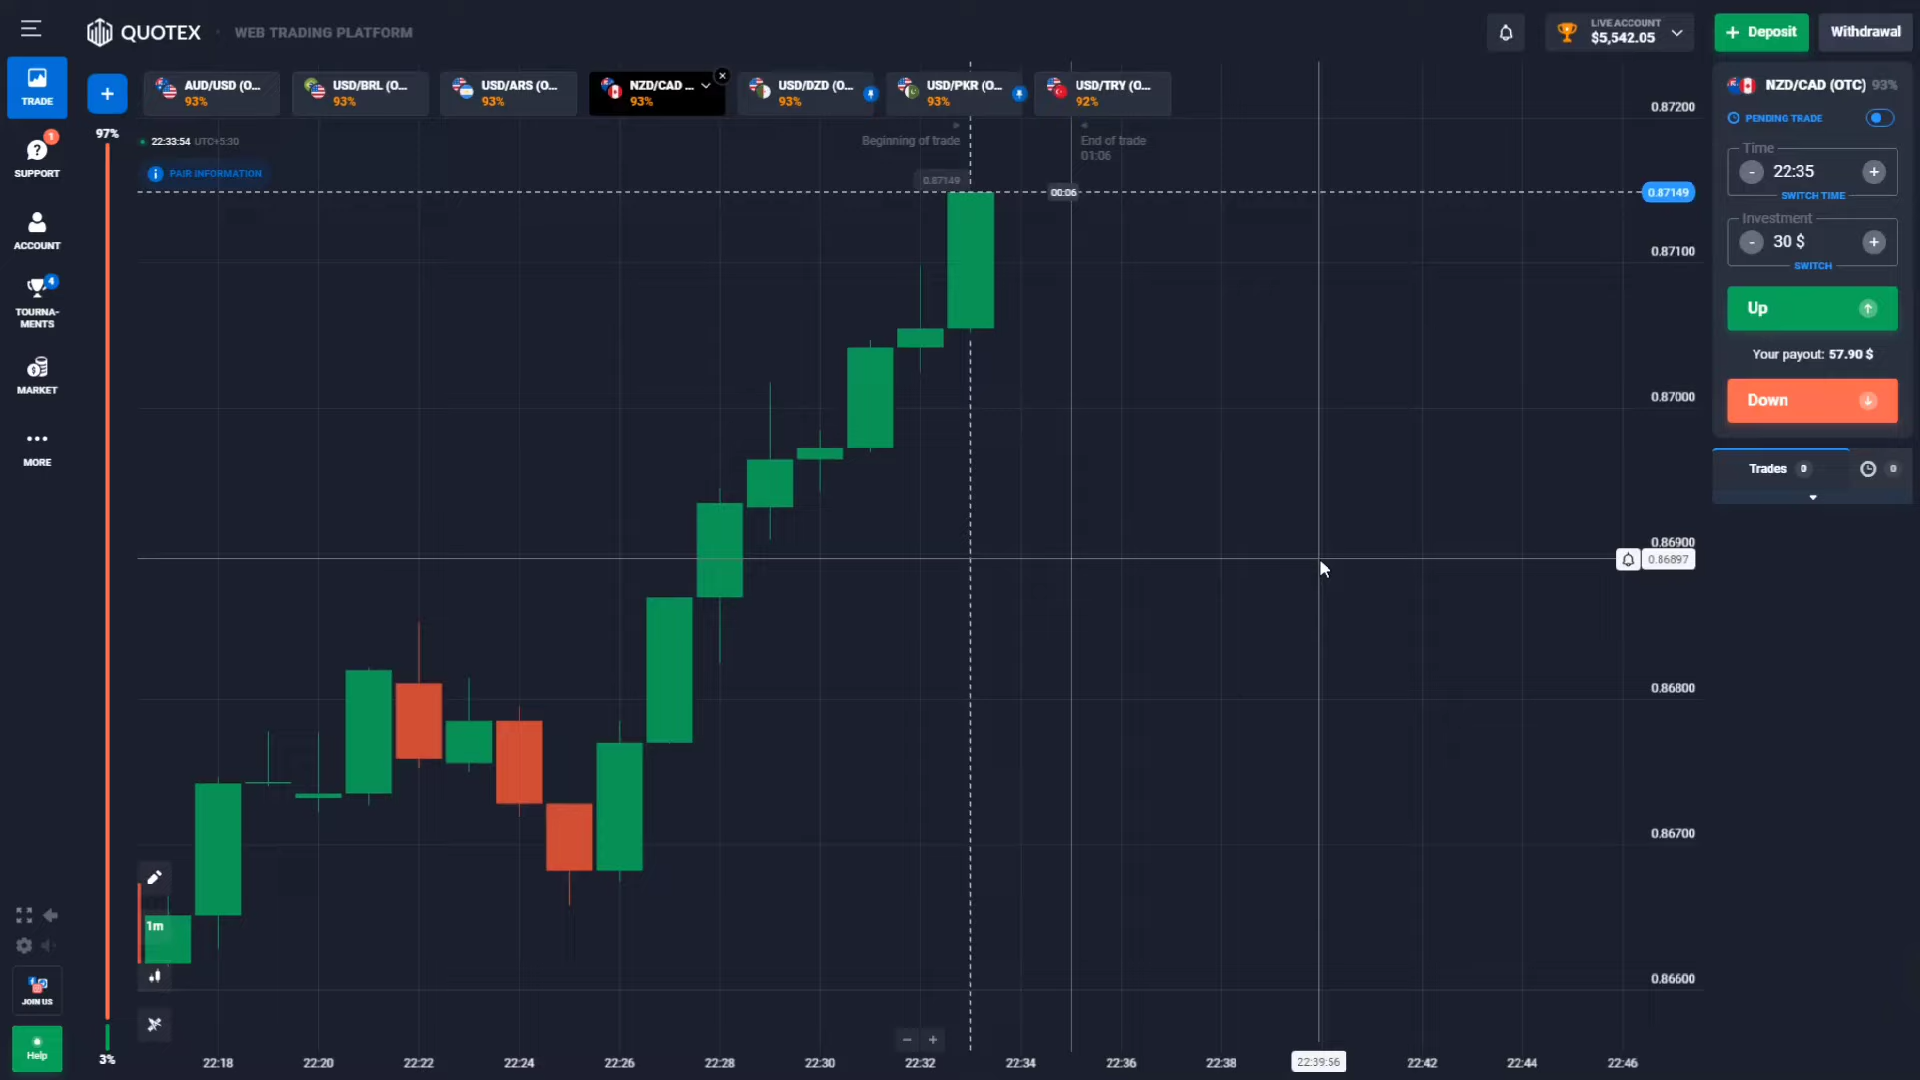 QUOTEX
WEB TRADING PLATFORM
LIVE ACCOUNT
$5,542.05
+ Deposit
Withdrawal
TRADE
+
AUD/USD (O...
93%
USD/BRL (O...
93%
USD/ARS (O...
93%
NZD/CAD ...
93%
USD/DZD (O...
93%
USD/PKR (O...
93%
USD/TRY (O...
92%
NZD/CAD (OTC) 93%
PENDING TRADE
Time
- 22:35 +
SWITCH TIME
Investment
- 30 $ +
SWITCH
Up
Your payout: 57.90 $
Down
Trades 0
0
1
SUPPORT
ACCOUNT
4
TOURNA-
MENTS
MARKET
MORE
JOIN US
Help
97%
3%
22:33:54 UTC+5:30
PAIR INFORMATION
Beginning of trade
End of trade
01:06
0.87149
00:06
0.87200
0.87149
0.87100
0.87000
0.86900
0.86897
0.86800
0.86700
0.86600
1m
− +
22:18
22:20
22:22
22:24
22:26
22:28
22:30
22:32
22:34
22:36
22:38
22:39:56
22:42
22:44
22:46